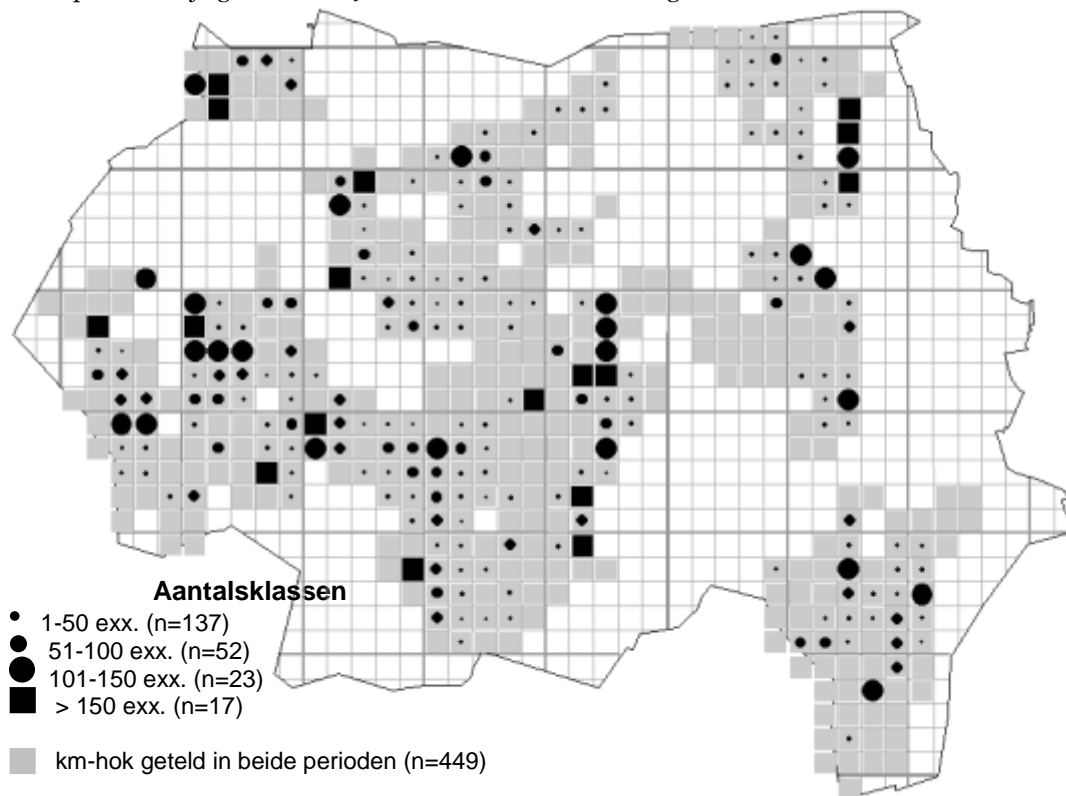 Aantalsklassen
1-50 exx. (n=137)
51-100 exx. (n=52)
101-150 exx. (n=23)
> 150 exx. (n=17)
km-hok geteld in beide perioden (n=449)